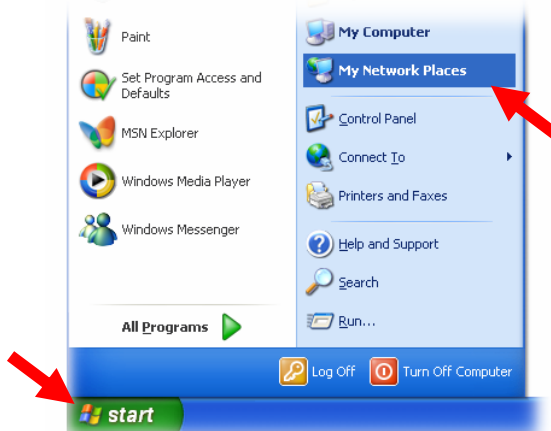 Paint
Set Program Access and
Defaults
MSN Explorer
Windows Media Player
Windows Messenger
All Programs
My Computer
My Network Places
Control Panel
Connect To
Printers and Faxes
Help and Support
Search
Run...
Log Off
Turn Off Computer
start